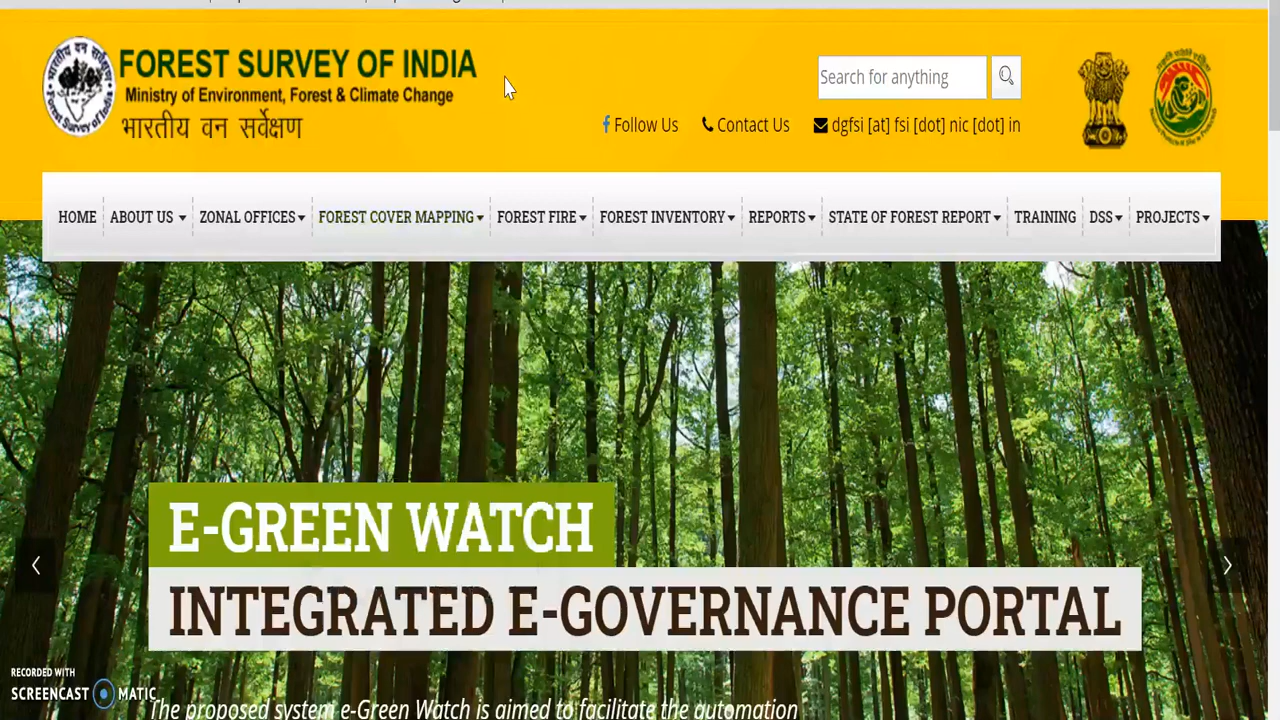 FOREST SURVEY OF INDIA
Ministry of Environment, Forest & Climate Change
भारतीय वन सर्वेक्षण
Search for anything
Follow Us Contact Us dgfsi [at] fsi [dot] nic [dot] in
HOME ABOUT US ZONAL OFFICES FOREST COVER MAPPING FOREST FIRE FOREST INVENTORY REPORTS STATE OF FOREST REPORT TRAINING DSS PROJECTS
E-GREEN WATCH
INTEGRATED E-GOVERNANCE PORTAL
RECORDED WITH
SCREENCAST MATIC
The proposed system e-Green Watch is aimed to facilitate the automation